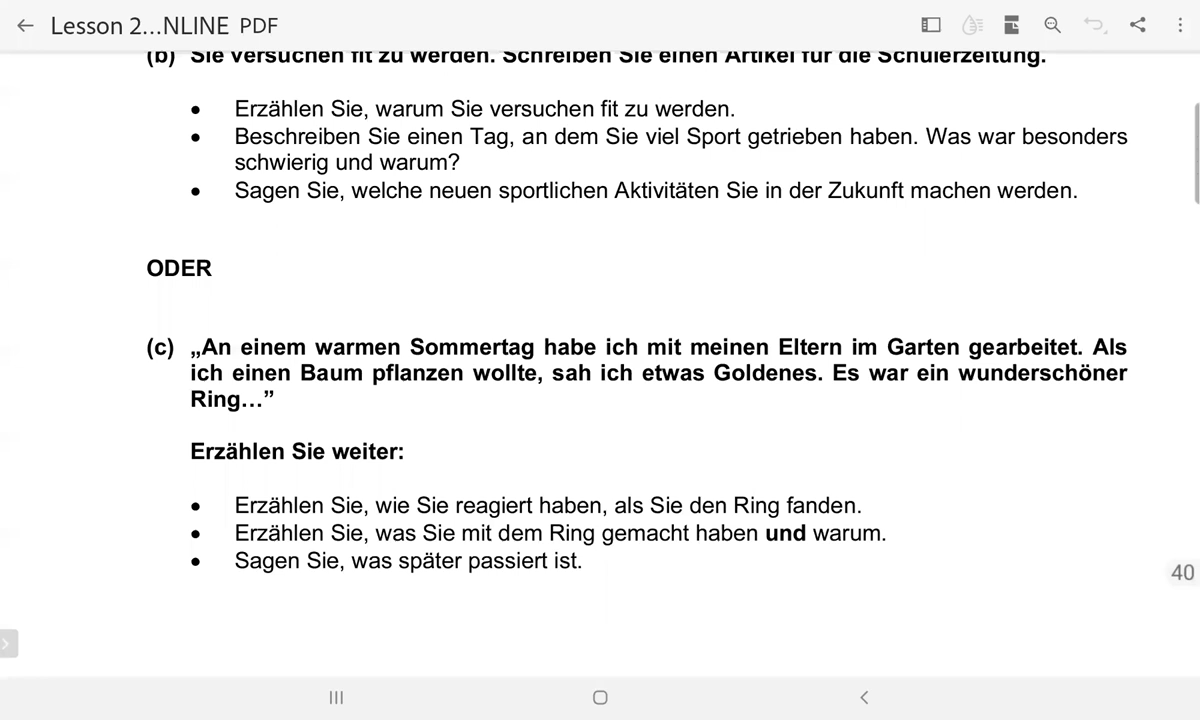 Lesson 2...NLINE PDF
(b) Sie versuchen fit zu werden. Schreiben Sie einen Artikel für die Schülerzeitung.
• Erzählen Sie, warum Sie versuchen fit zu werden.
• Beschreiben Sie einen Tag, an dem Sie viel Sport getrieben haben. Was war besonders
schwierig und warum?
• Sagen Sie, welche neuen sportlichen Aktivitäten Sie in der Zukunft machen werden.
ODER
(c) „An einem warmen Sommertag habe ich mit meinen Eltern im Garten gearbeitet. Als
ich einen Baum pflanzen wollte, sah ich etwas Goldenes. Es war ein wunderschöner
Ring…”
Erzählen Sie weiter:
• Erzählen Sie, wie Sie reagiert haben, als Sie den Ring fanden.
• Erzählen Sie, was Sie mit dem Ring gemacht haben und warum.
• Sagen Sie, was später passiert ist.
40